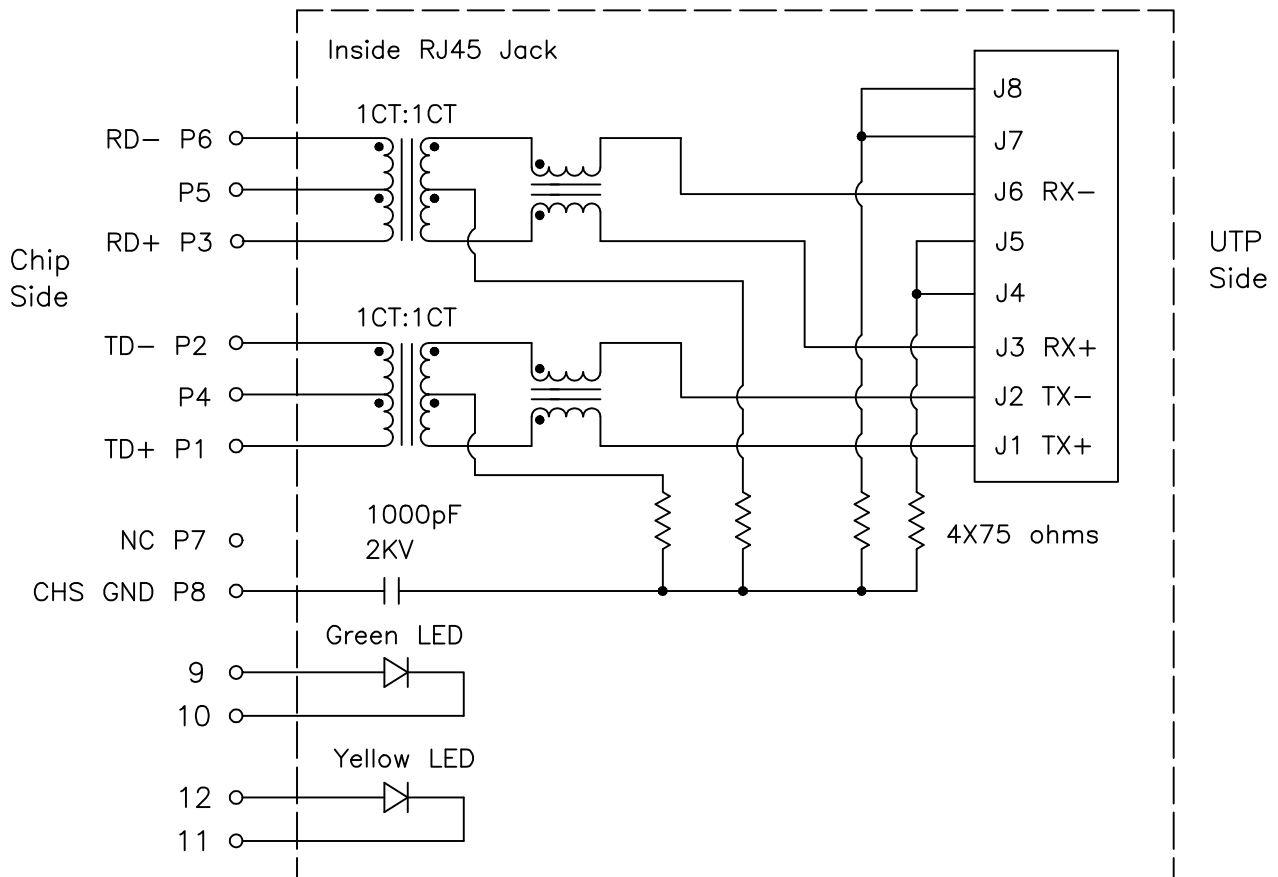 Inside RJ45 Jack
1CT:1CT
RD- P6
P5
RD+ P3
Chip
Side
1CT:1CT
TD- P2
P4
TD+ P1
NC P7
CHS GND P8
1000pF
2KV
4X75 ohms
J8
J7
J6 RX-
J5
J4
J3 RX+
J2 TX-
J1 TX+
UTP
Side
Green LED
9
10
Yellow LED
12
11